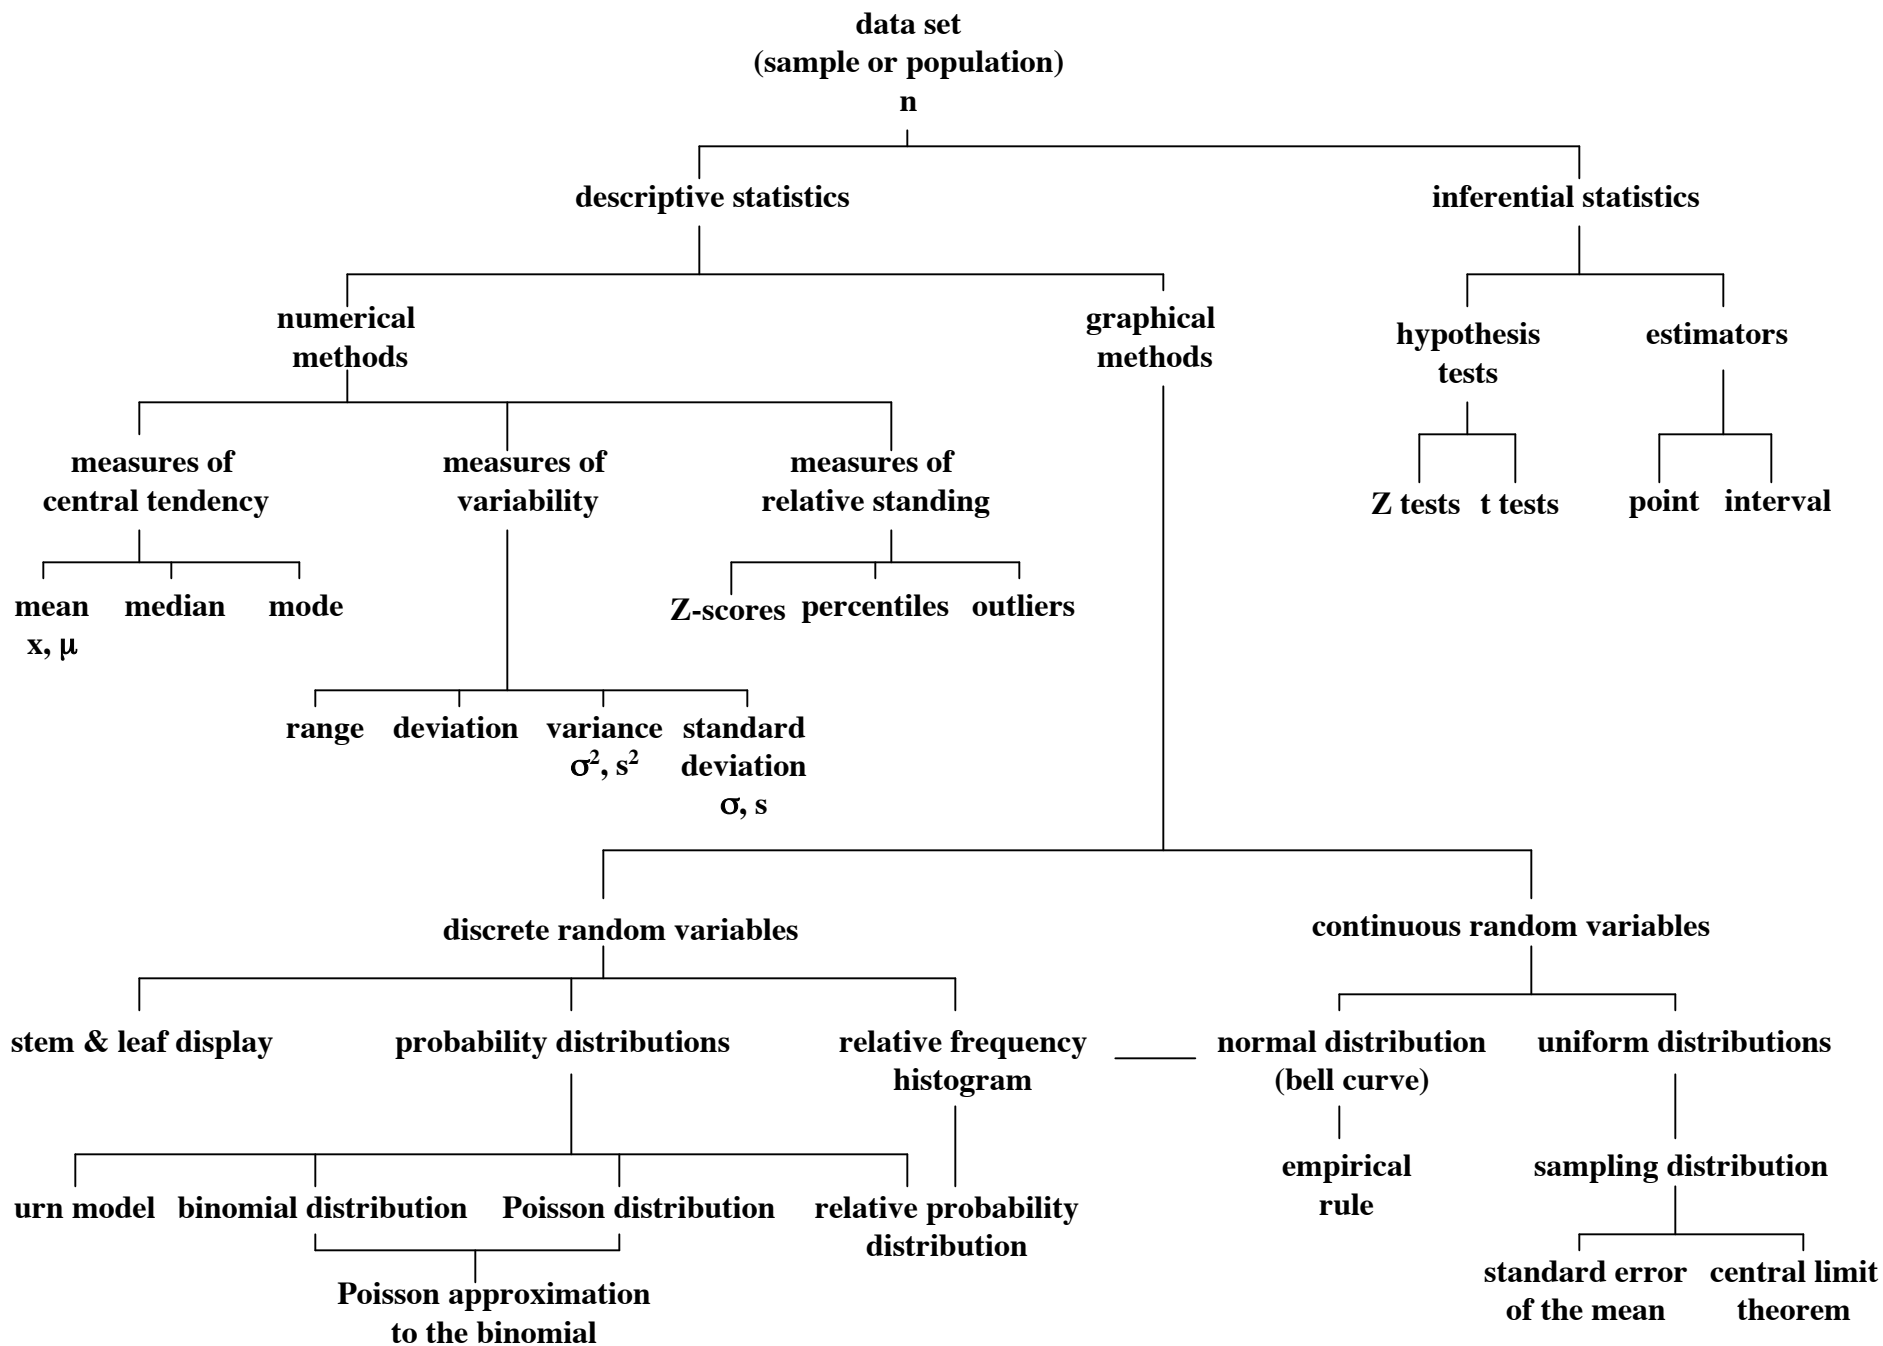 data set
(sample or population)
n
descriptive statistics
inferential statistics
numerical
methods
graphical
methods
hypothesis
tests
estimators
measures of
central tendency
measures of
variability
measures of
relative standing
Z tests
t tests
point
interval
mean
x, μ
median
mode
Z-scores
percentiles
outliers
range
deviation
variance
σ², s²
standard
deviation
σ, s
discrete random variables
continuous random variables
stem & leaf display
probability distributions
relative frequency
histogram
normal distribution
(bell curve)
uniform distributions
empirical
rule
sampling distribution
urn model
binomial distribution
Poisson distribution
relative probability
distribution
Poisson approximation
to the binomial
standard error
of the mean
central limit
theorem